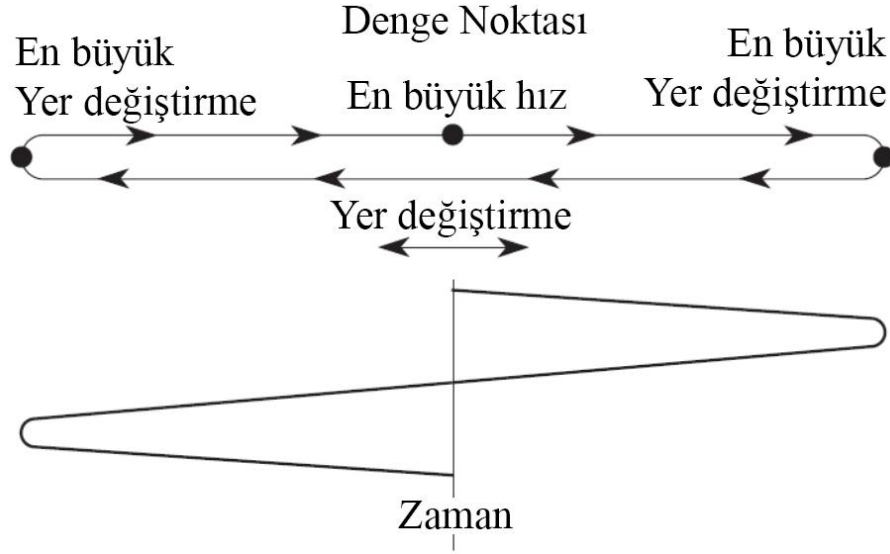 Denge Noktası
En büyük
Yer değiştirme
En büyük hız
En büyük
Yer değiştirme
Yer değiştirme
Zaman